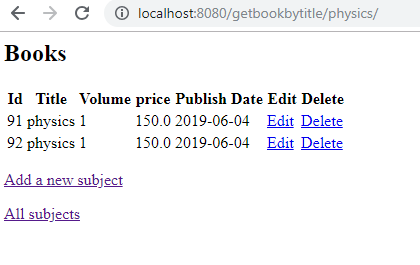 localhost:8080/getbookbytitle/physics/
Books
Id Title Volume price Publish Date Edit Delete
91 physics 1 150.0 2019-06-04 Edit Delete
92 physics 1 150.0 2019-06-04 Edit Delete
Add a new subject
All subjects